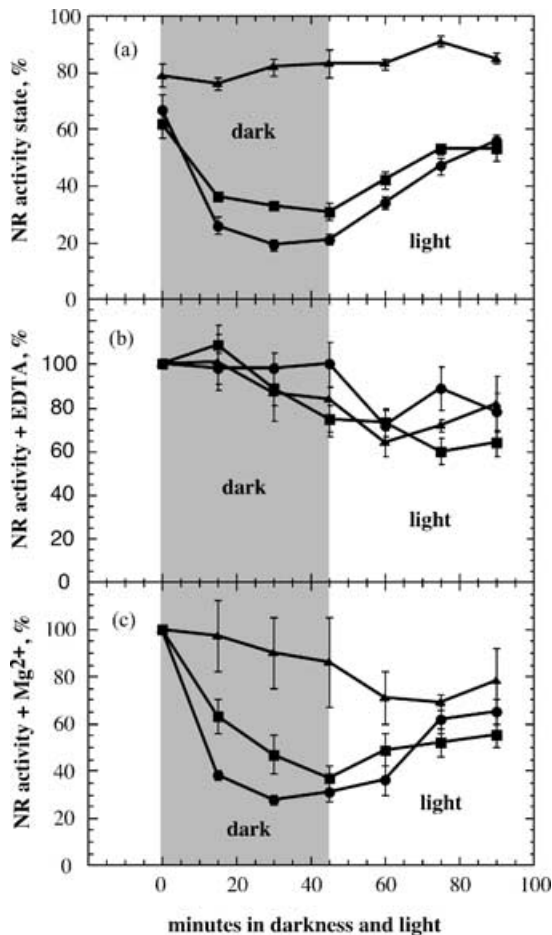 (a)
NR activity state, %
100
80
60
40
20
0
dark
light
(b)
NR activity + EDTA, %
100
80
60
40
20
0
dark
light
(c)
NR activity + Mg2+, %
100
80
60
40
20
0
dark
light
0 20 40 60 80 100
minutes in darkness and light